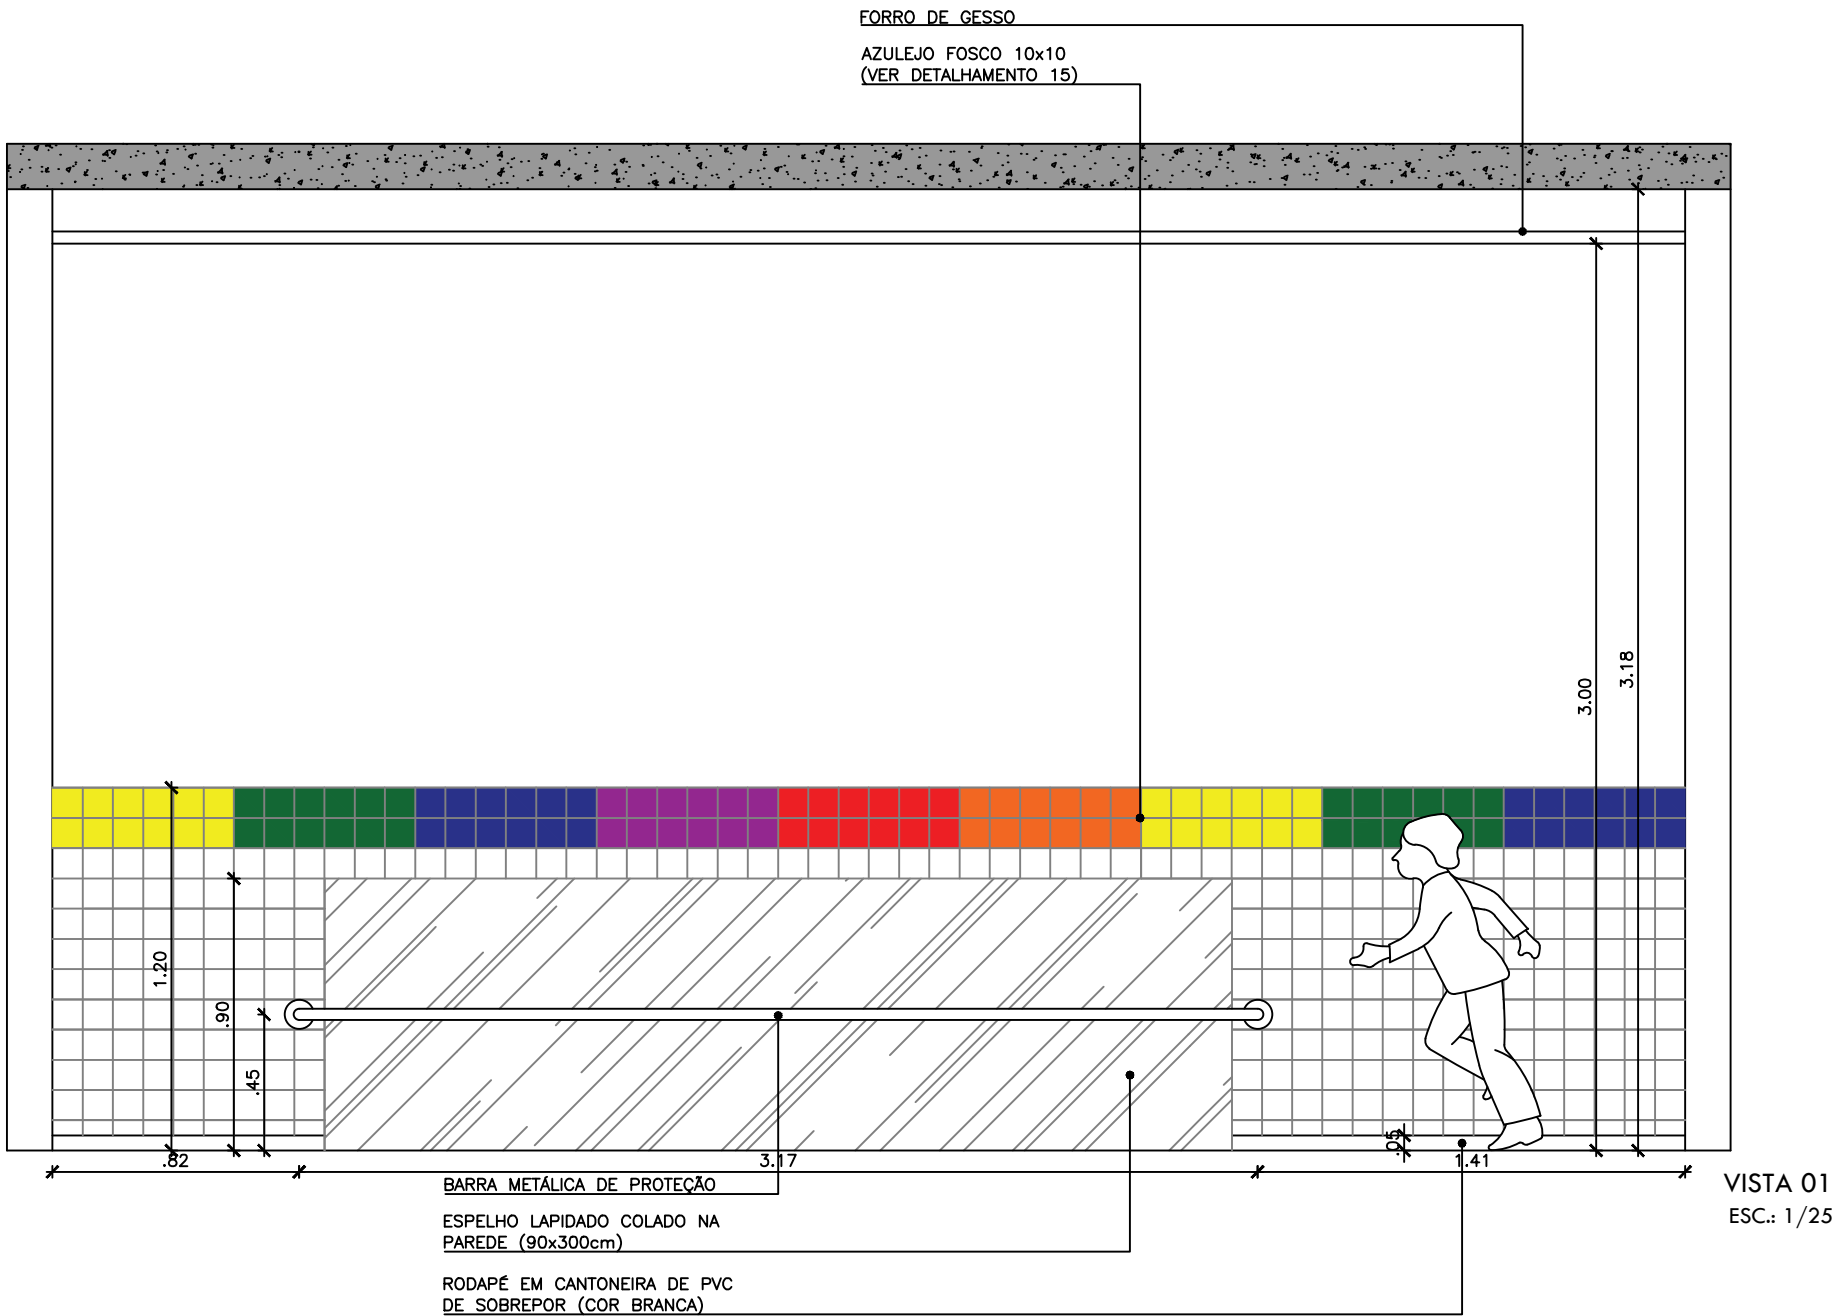 FORRO DE GESSO
AZULEJO FOSCO 10x10
(VER DETALHAMENTO 15)
3.18
3.00
1.20
.90
.45
.05
.82
3.17
1.41
BARRA METÁLICA DE PROTEÇÃO
ESPELHO LAPIDADO COLADO NA
PAREDE (90x300cm)
RODAPÉ EM CANTONEIRA DE PVC
DE SOBREPOR (COR BRANCA)
VISTA 01
ESC.: 1/25